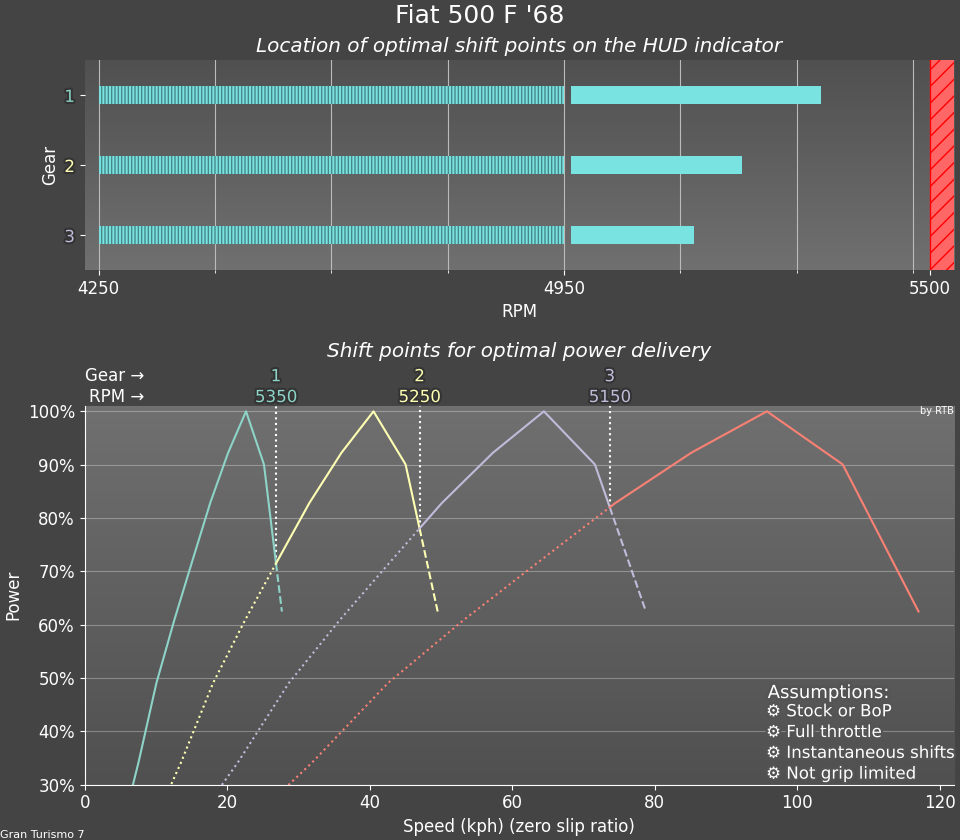 Fiat 500 F '68
Location of optimal shift points on the HUD indicator
Gear
1
2
3
4250 4950 5500
RPM
Shift points for optimal power delivery
Gear → 1 2 3
RPM → 5350 5250 5150
by RTB
100%
90%
80%
70%
60%
50%
40%
30%
Power
Assumptions:
⚙ Stock or BoP
⚙ Full throttle
⚙ Instantaneous shifts
⚙ Not grip limited
0 20 40 60 80 100 120
Speed (kph) (zero slip ratio)
Gran Turismo 7